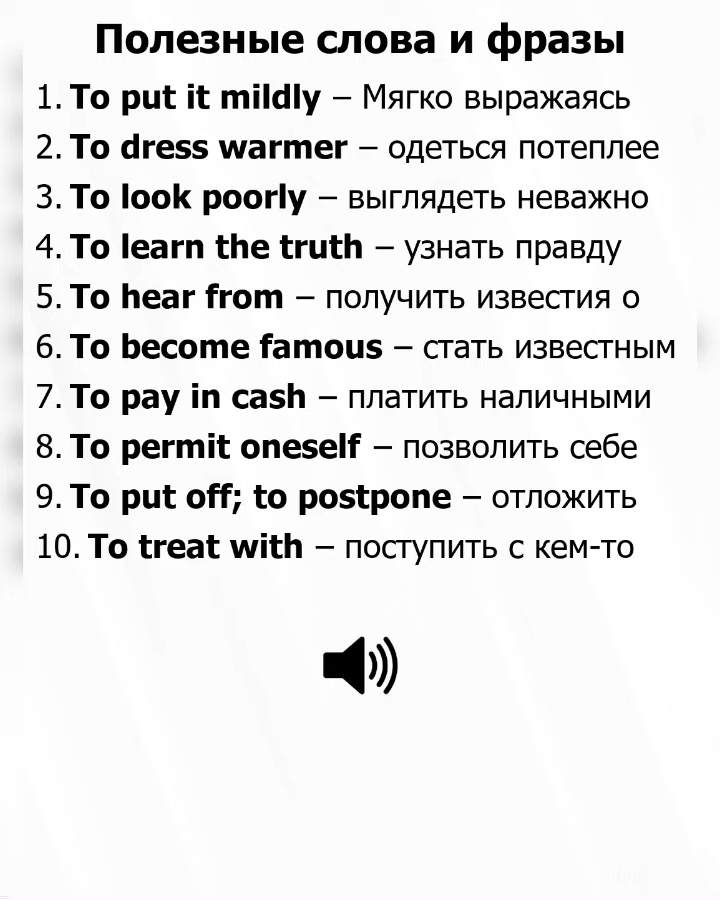 Полезные слова и фразы
1. To put it mildly – Мягко выражаясь
2. To dress warmer – одеться потеплее
3. To look poorly – выглядеть неважно
4. To learn the truth – узнать правду
5. To hear from – получить известия о
6. To become famous – стать известным
7. To pay in cash – платить наличными
8. To permit oneself – позволить себе
9. To put off; to postpone – отложить
10. To treat with – поступить с кем-то